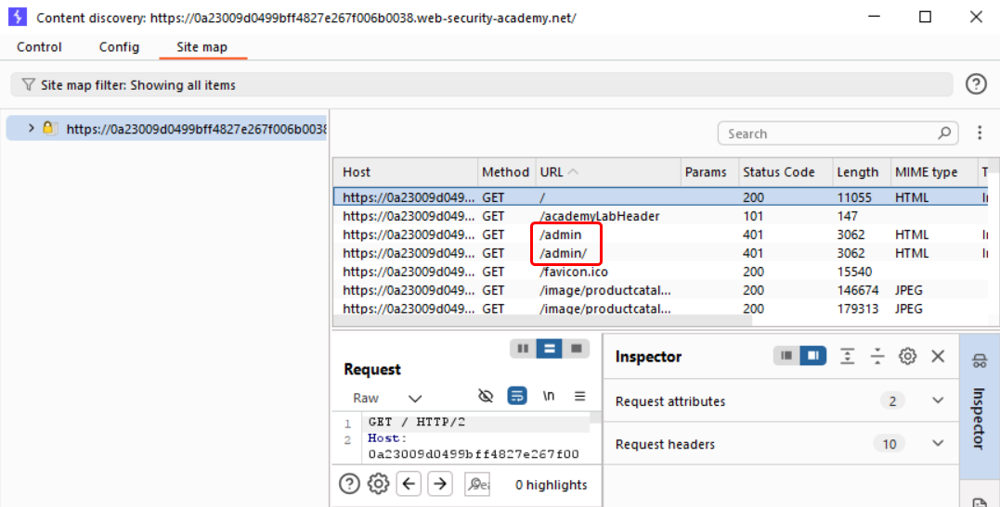 Content discovery: https://0a23009d0499bff4827e267f006b0038.web-security-academy.net/
Control Config Site map
Site map filter: Showing all items
https://0a23009d0499bff4827e267f006b0038
Search
Host Method URL Params Status Code Length MIME type T
https://0a23009d049... GET / 200 11055 HTML
https://0a23009d049... GET /academyLabHeader 101 147
https://0a23009d049... GET /admin 401 3062 HTML
https://0a23009d049... GET /admin/ 401 3062 HTML
https://0a23009d049... GET /favicon.ico 200 15540
https://0a23009d049... GET /image/productcatal... 200 146674 JPEG
https://0a23009d049... GET /image/productcatal... 200 179313 JPEG
Request
Raw \n
1 GET / HTTP/2
2 Host:
0a23009d0499bff4827e267f00
0 highlights
Inspector
Request attributes 2
Request headers 10
Inspector